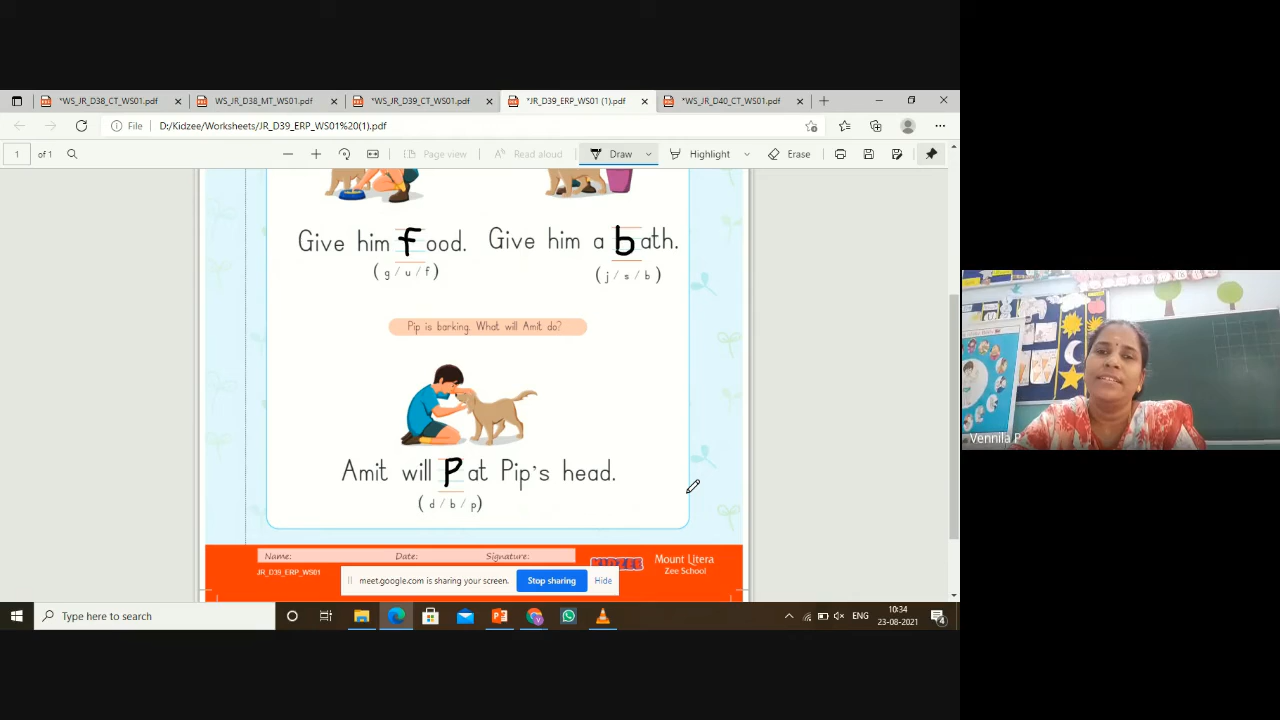 *WS_JR_D38_CT_WS01.pdf
WS_JR_D38_MT_WS01.pdf
*WS_JR_D39_CT_WS01.pdf
*JR_D39_ERP_WS01 (1).pdf
*WS_JR_D40_CT_WS01.pdf
File
D:/Kidzee/Worksheets/JR_D39_ERP_WS01%20(1).pdf
1 of 1
Page view
Read aloud
Draw
Highlight
Erase
Give him food.
(g / u / f)
Give him a bath.
(j / s / b)
Pip is barking. What will Amit do?
Amit will Pat Pip's head.
(d / b / p)
Name:
Date:
Signature:
JR_D39_ERP_WS01
KIDZEE
Mount Litera
Zee School
meet.google.com is sharing your screen.
Stop sharing
Hide
Type here to search
ENG
10:34
23-08-2021
4
Vennila P